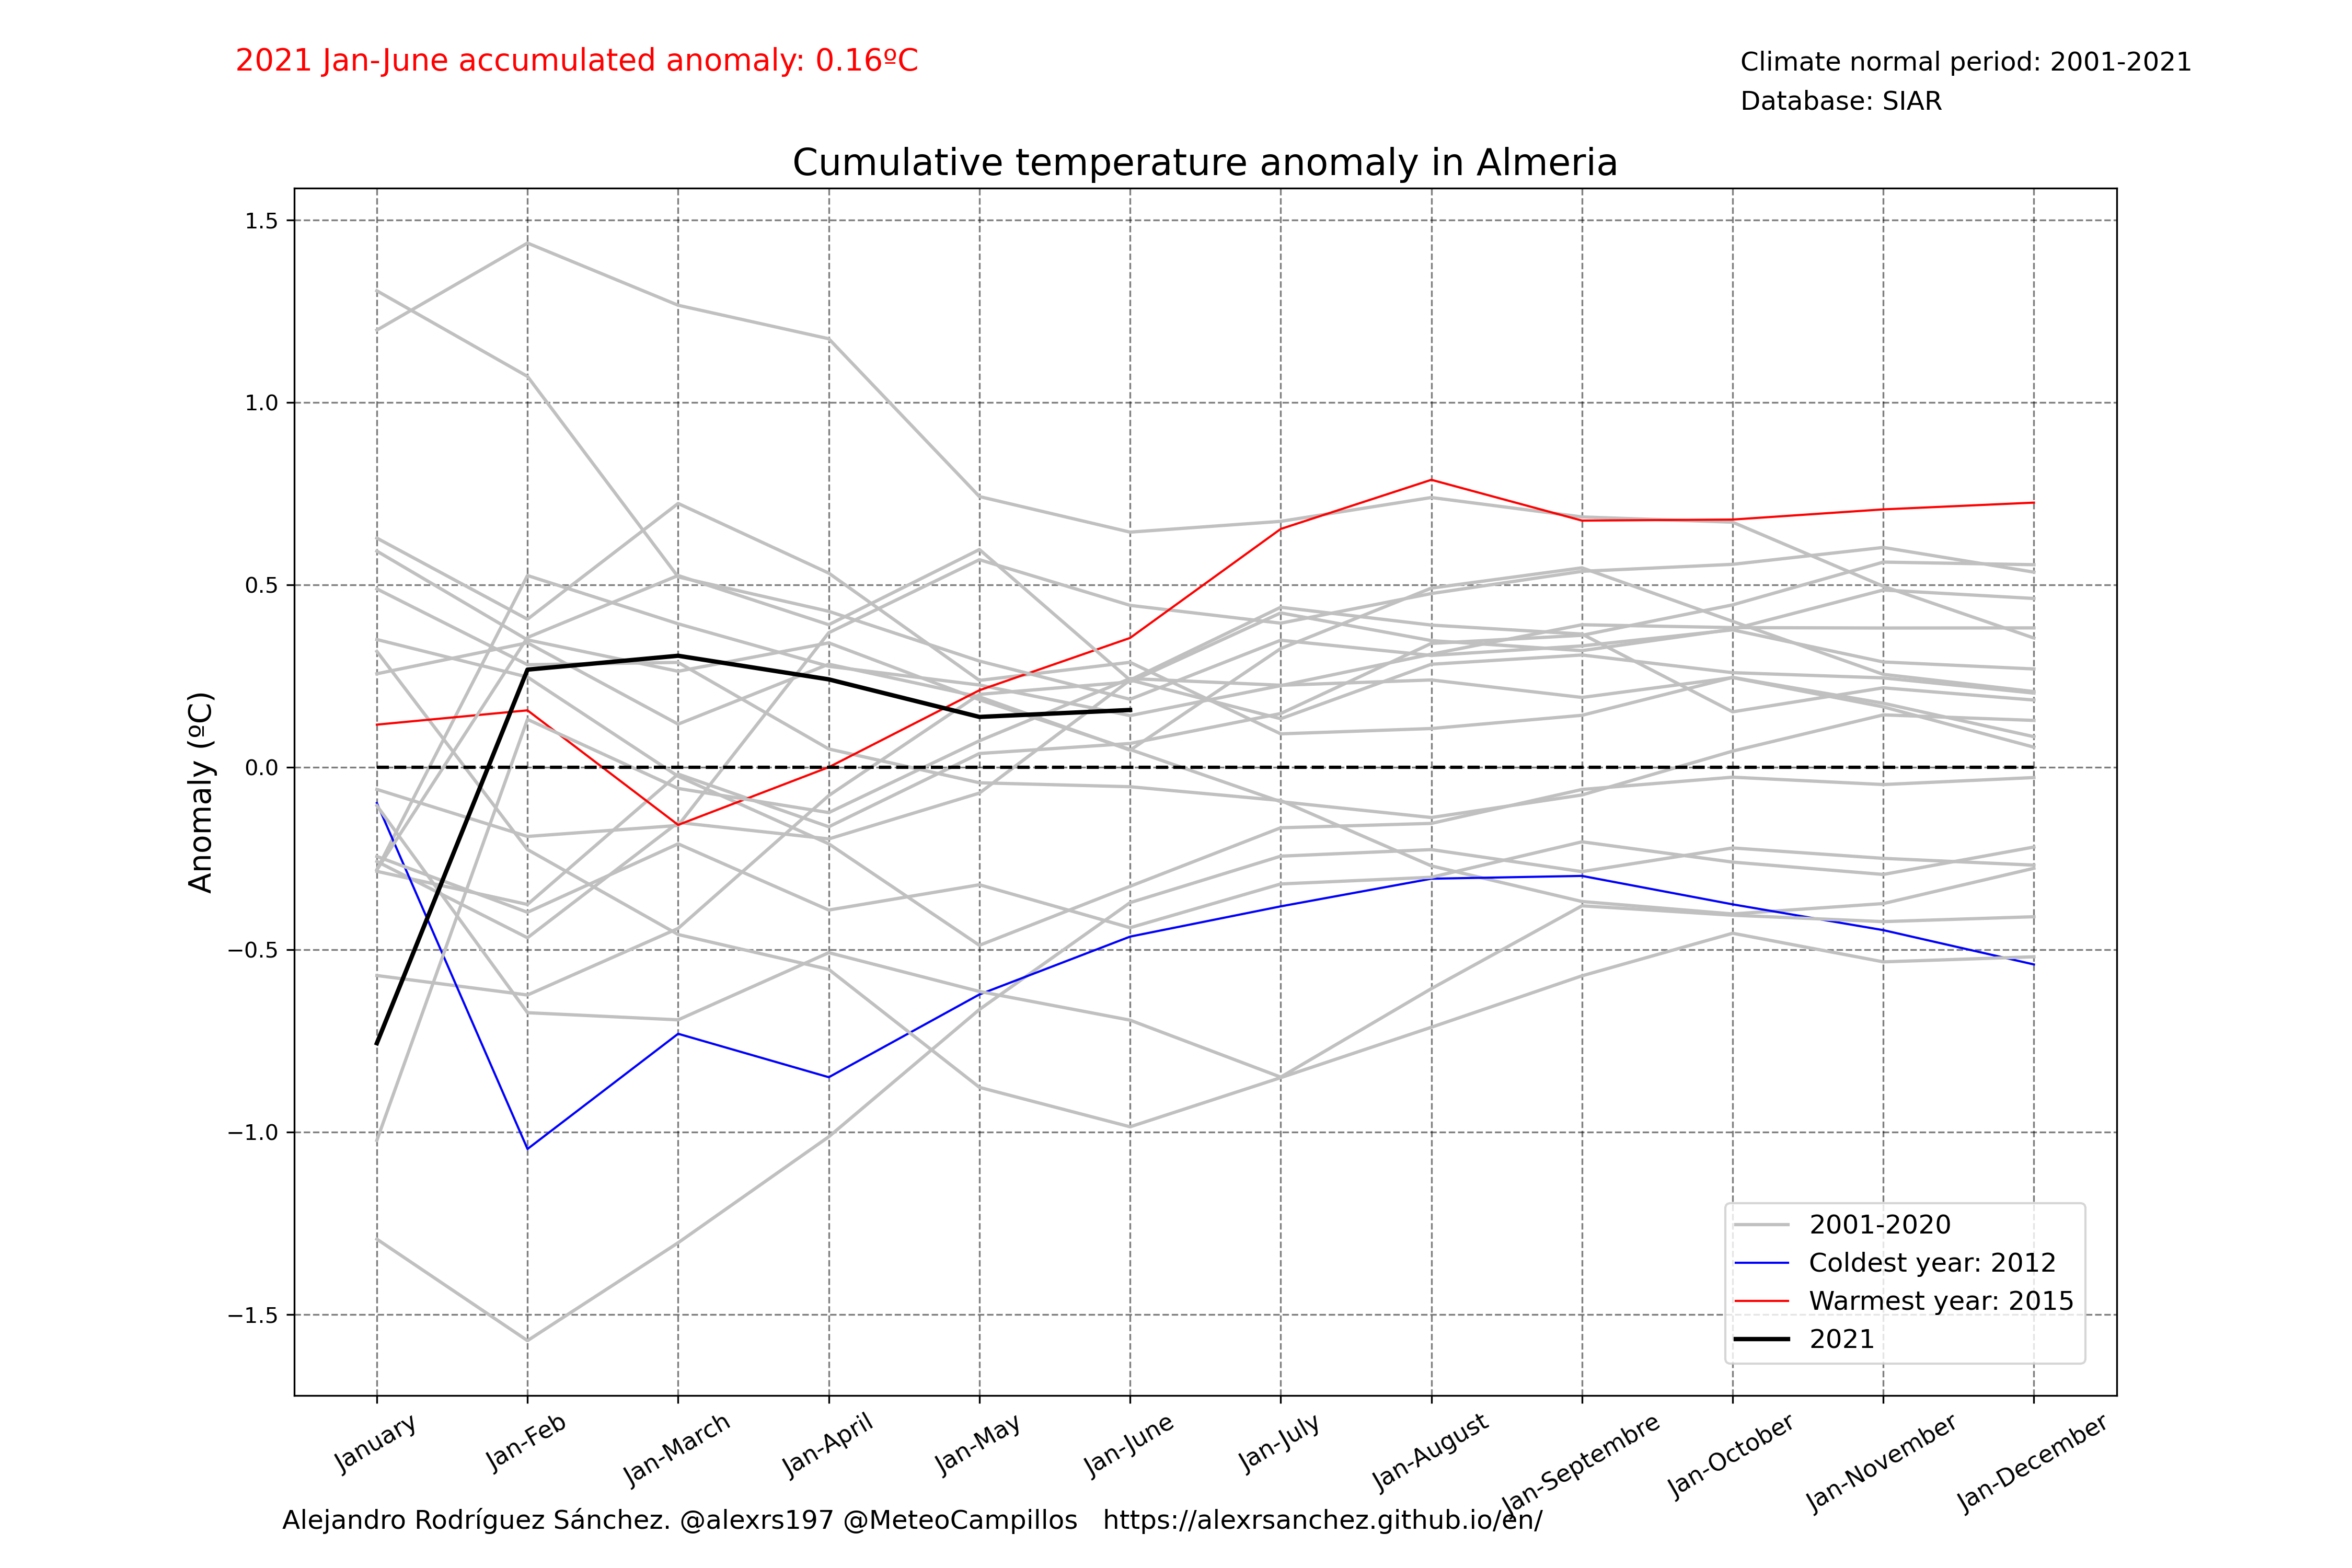 2021 Jan-June accumulated anomaly: 0.16ºC
Climate normal period: 2001-2021
Database: SIAR
Cumulative temperature anomaly in Almeria
Anomaly (ºC)
1.5
1.0
0.5
0.0
−0.5
−1.0
−1.5
2001-2020
Coldest year: 2012
Warmest year: 2015
2021
January
Jan-Feb
Jan-March
Jan-April
Jan-May
Jan-June
Jan-July
Jan-August
Jan-Septembre
Jan-October
Jan-November
Jan-December
Alejandro Rodríguez Sánchez. @alexrs197 @MeteoCampillos https://alexrsanchez.github.io/en/